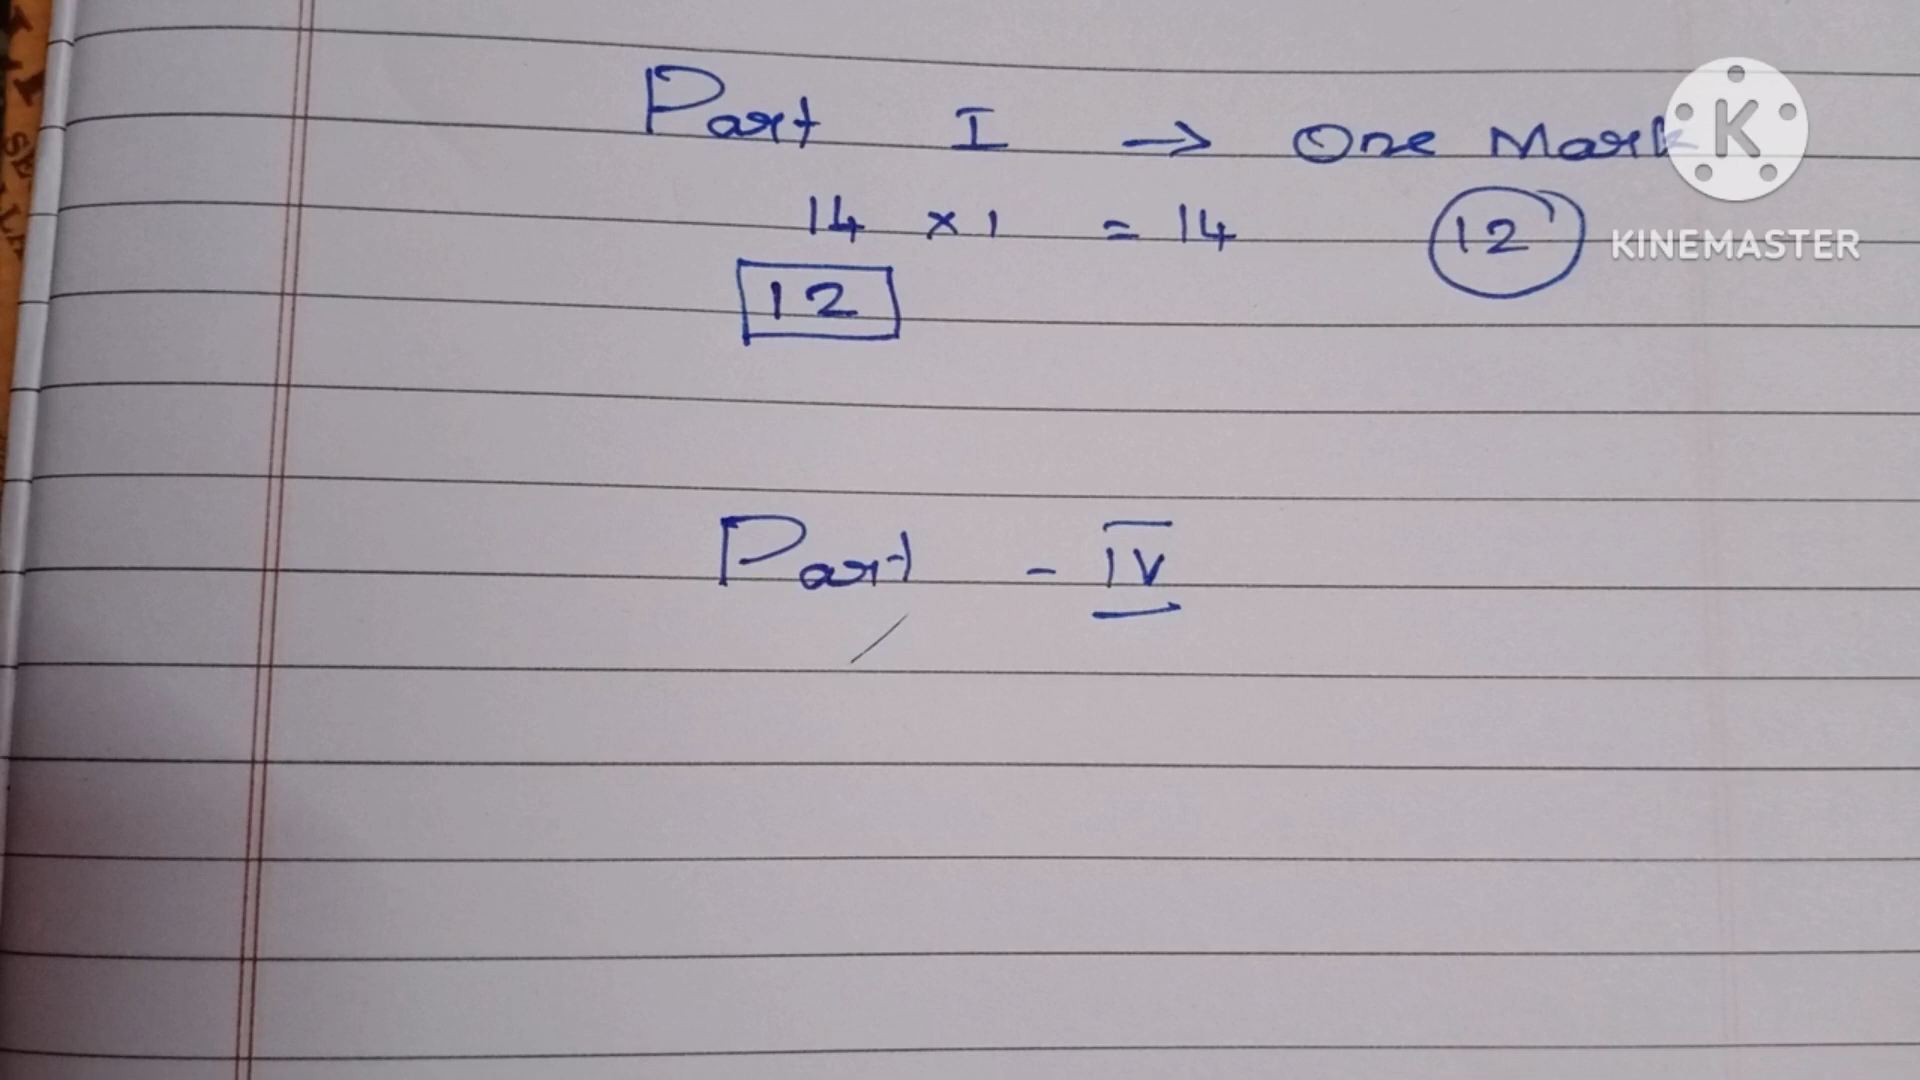 Part I → One Mark
14 × 1 = 14 12
12
Part - IV
K
KINEMASTER